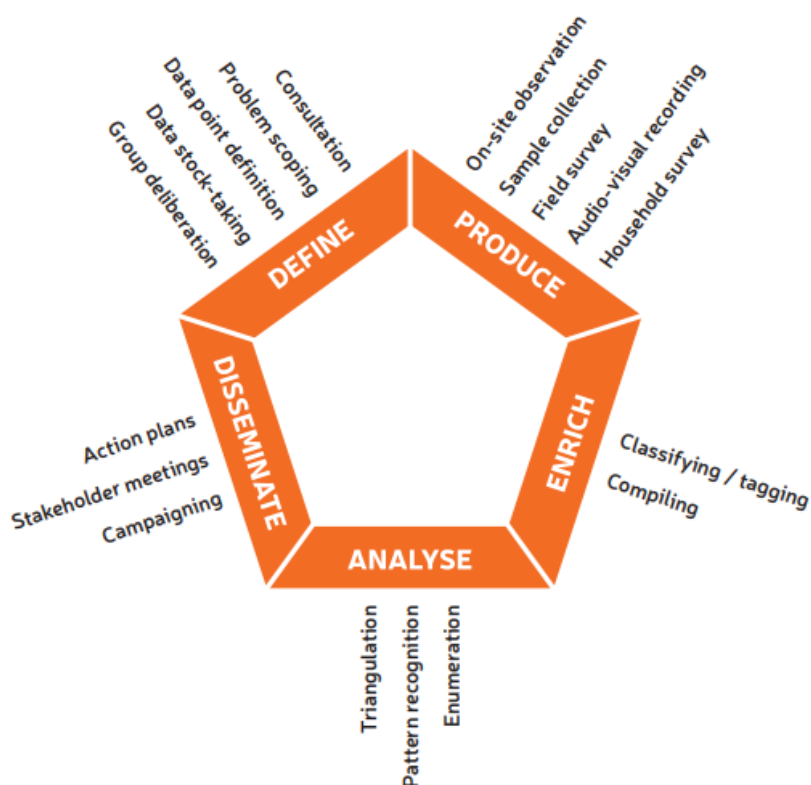 DEFINE
Group deliberation
Data stock-taking
Data point definition
Problem scoping
Consultation
PRODUCE
On-site observation
Sample collection
Field survey
Audio-visual recording
Household survey
ENRICH
Classifying / tagging
Compiling
ANALYSE
Triangulation
Pattern recognition
Enumeration
DISSEMINATE
Action plans
Stakeholder meetings
Campaigning